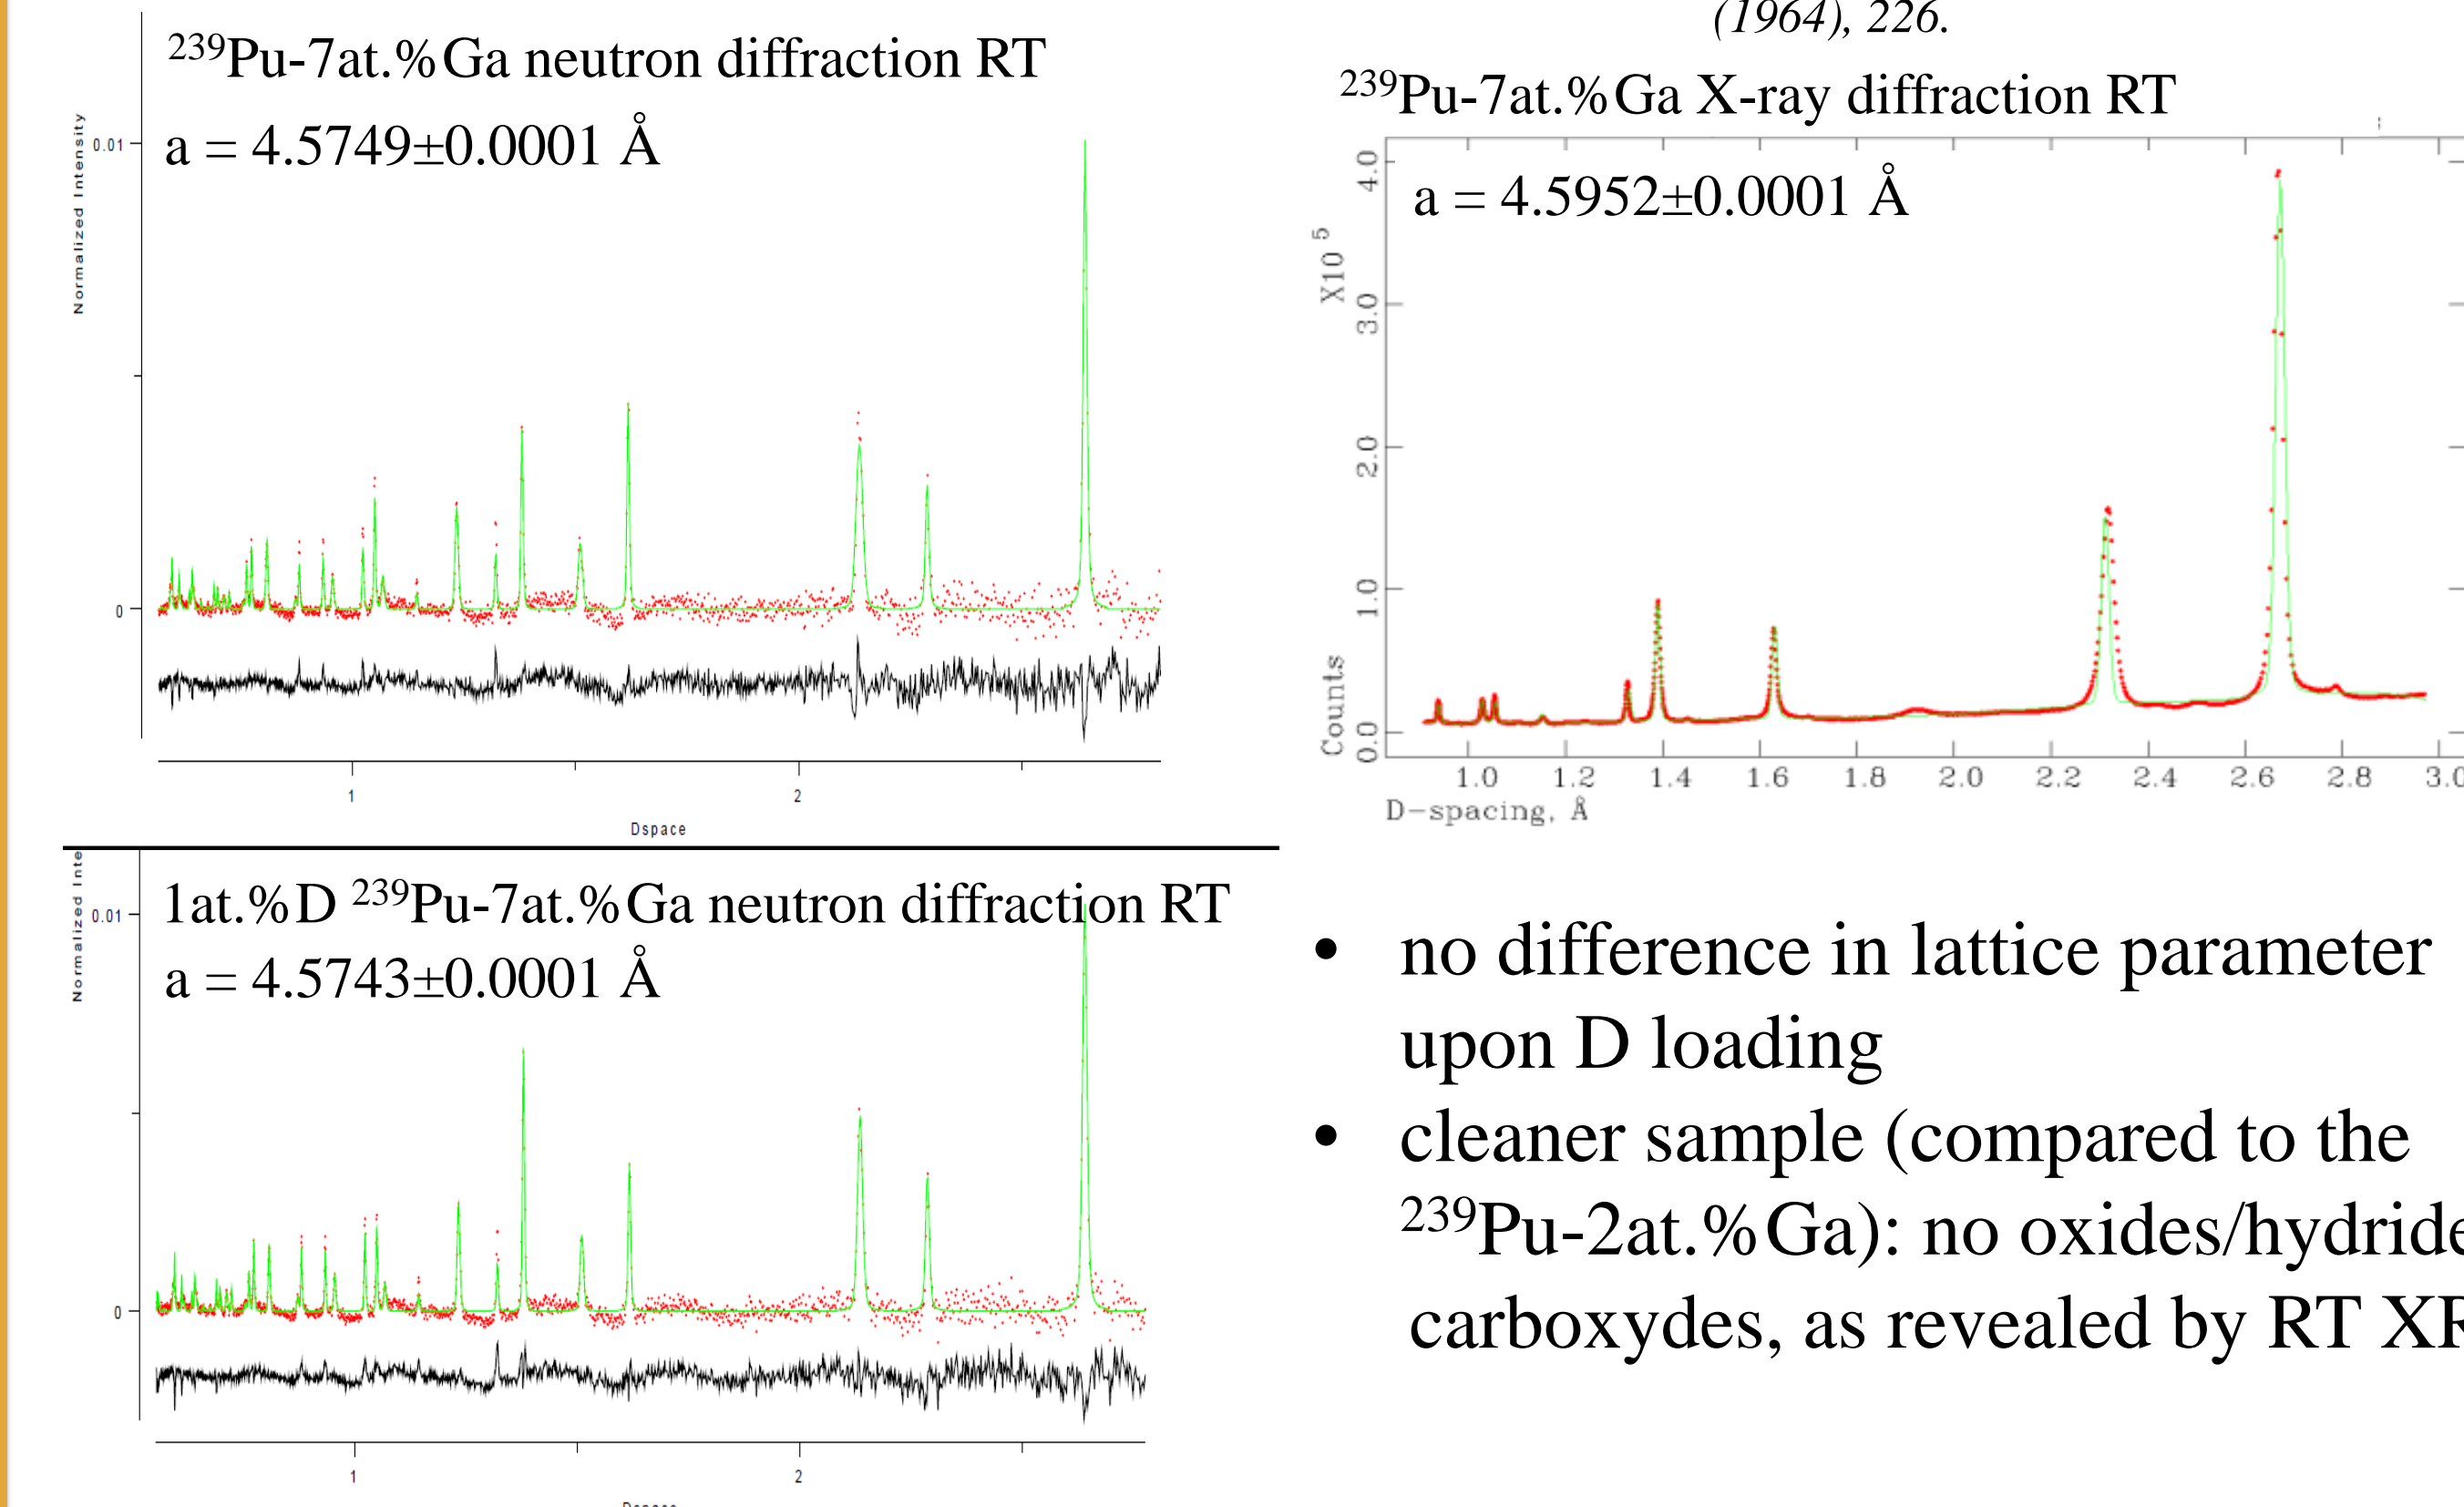 (1964), 226.
²³⁹Pu-7at.%Ga neutron diffraction RT
a = 4.5749±0.0001 Å
Normalized Intensity
0.01
0
1
2
Dspace
²³⁹Pu-7at.%Ga X-ray diffraction RT
a = 4.5952±0.0001 Å
X10 5
Counts
4.0
3.0
2.0
1.0
0.0
1.0 1.2 1.4 1.6 1.8 2.0 2.2 2.4 2.6 2.8 3.0
D-spacing, Å
1at.%D ²³⁹Pu-7at.%Ga neutron diffraction RT
a = 4.5743±0.0001 Å
Normalized Inte
0.01
0
1
2
Dspace
• no difference in lattice parameter
upon D loading
• cleaner sample (compared to the
²³⁹Pu-2at.%Ga): no oxides/hydride
carboxydes, as revealed by RT XR